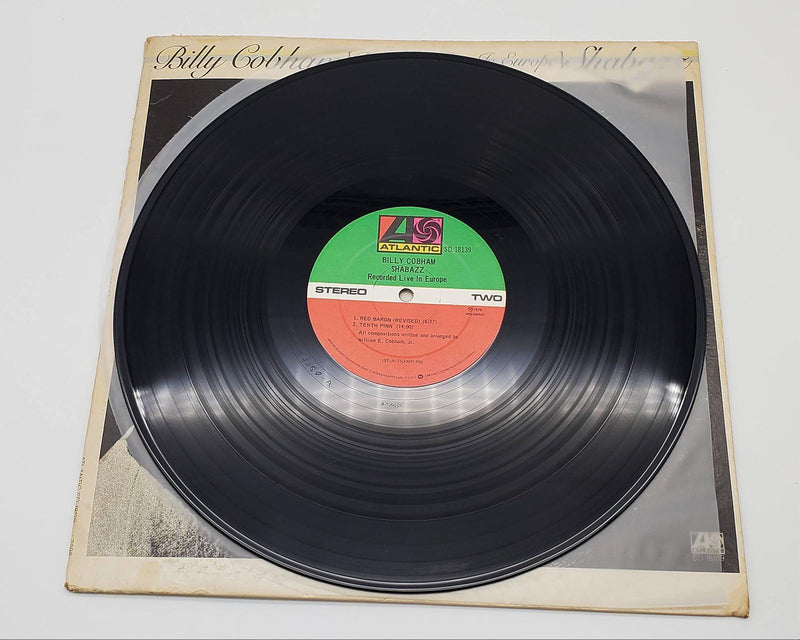 Billy Cobham In Europe Shabazz
ATLANTIC SD 18139
BILLY COBHAM
SHABAZZ
Recorded Live In Europe
STEREO TWO
1. RED BARON (REVISED) (6:37)
2. TENTH PINN (14:00)
All compositions written and arranged by
William E. Cobham, Jr.
ATLANTIC